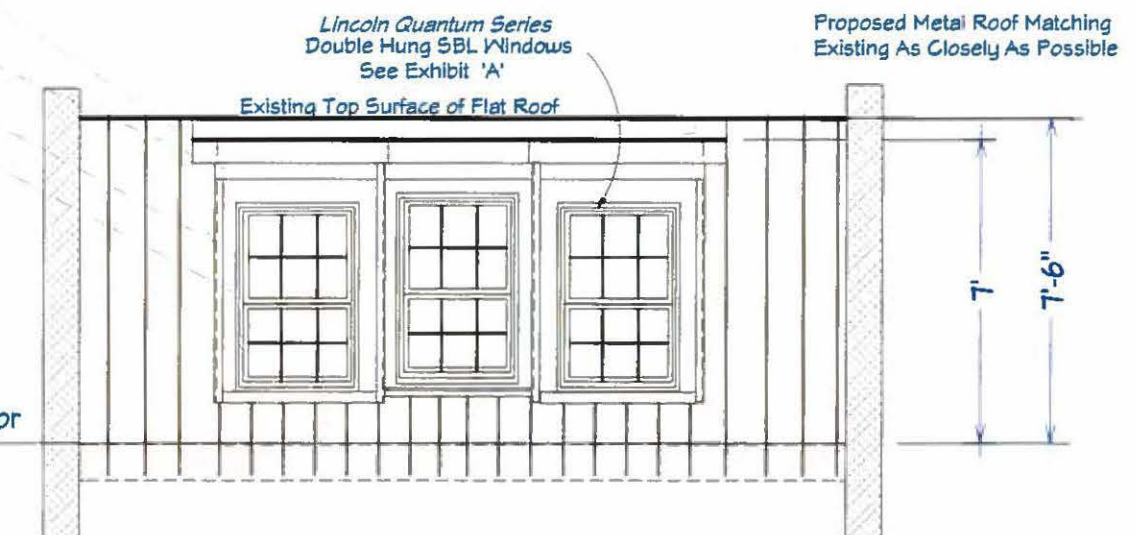 Lincoln Quantum Series
Double Hung SBL Windows
See Exhibit 'A'
Proposed Metal Roof Matching
Existing As Closely As Possible
Existing Top Surface of Flat Roof
7'
7'-6"
or